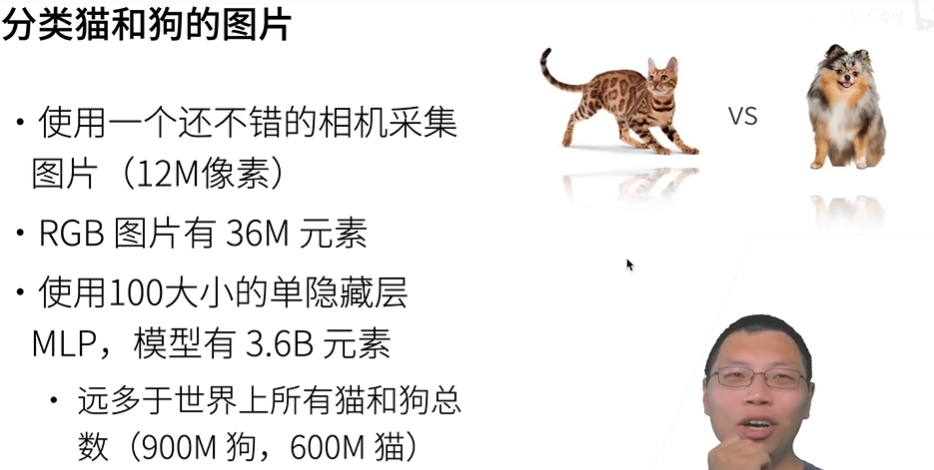 分类猫和狗的图片
• 使用一个还不错的相机采集
图片（12M像素）
• RGB 图片有 36M 元素
• 使用100大小的单隐藏层
MLP，模型有 3.6B 元素
• 远多于世界上所有猫和狗总
数（900M 狗，600M 猫）
VS